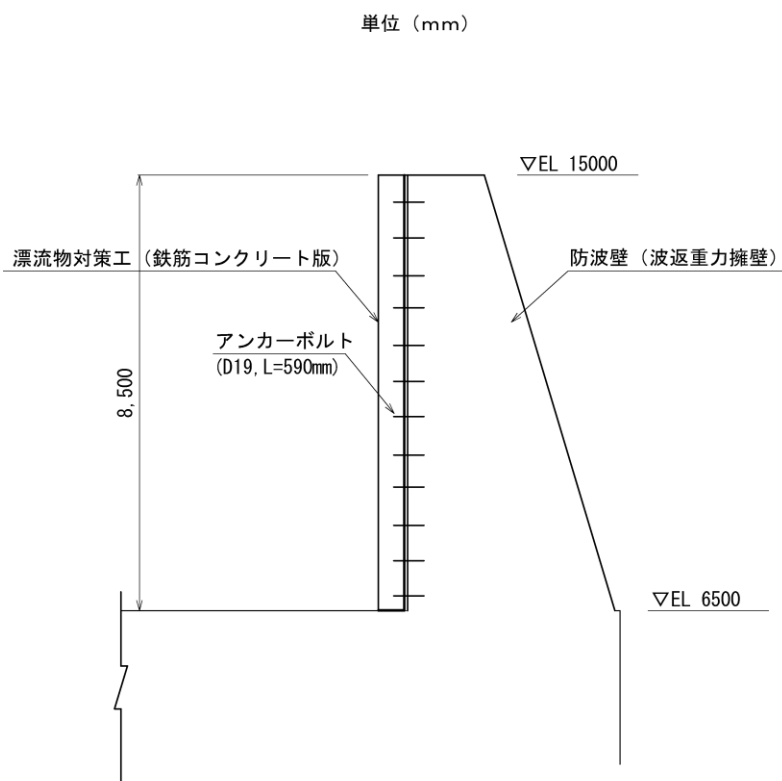 単位（mm）
▽EL 15000
漂流物対策工（鉄筋コンクリート版）
防波壁（波返重力擁壁）
アンカーボルト
(D19, L=590mm)
8,500
▽EL 6500